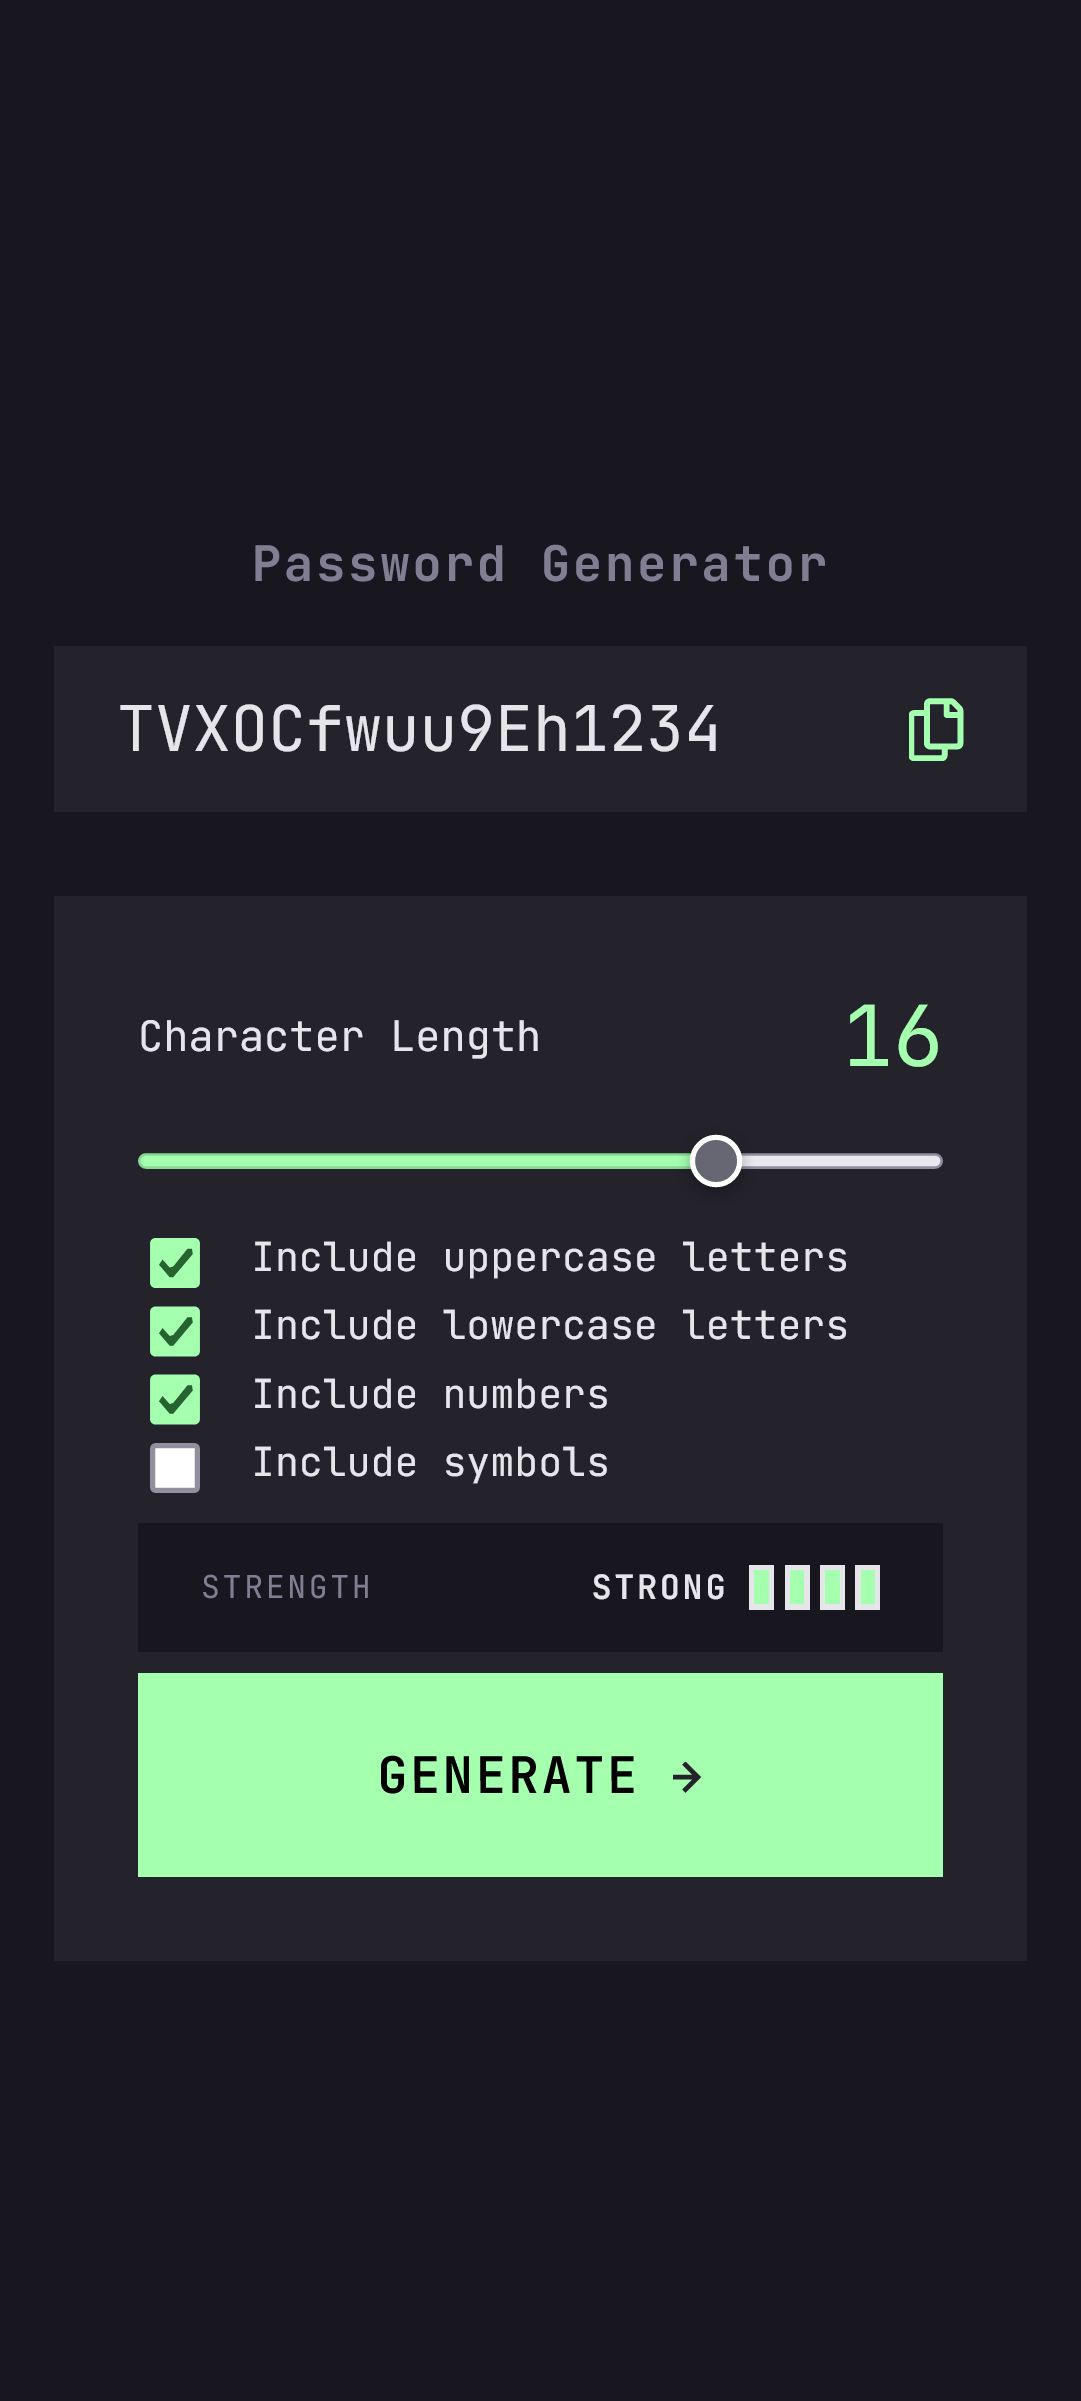 Password Generator
TVXOCfwuu9Eh1234
Character Length
16
Include uppercase letters
Include lowercase letters
Include numbers
Include symbols
STRENGTH
STRONG
GENERATE →